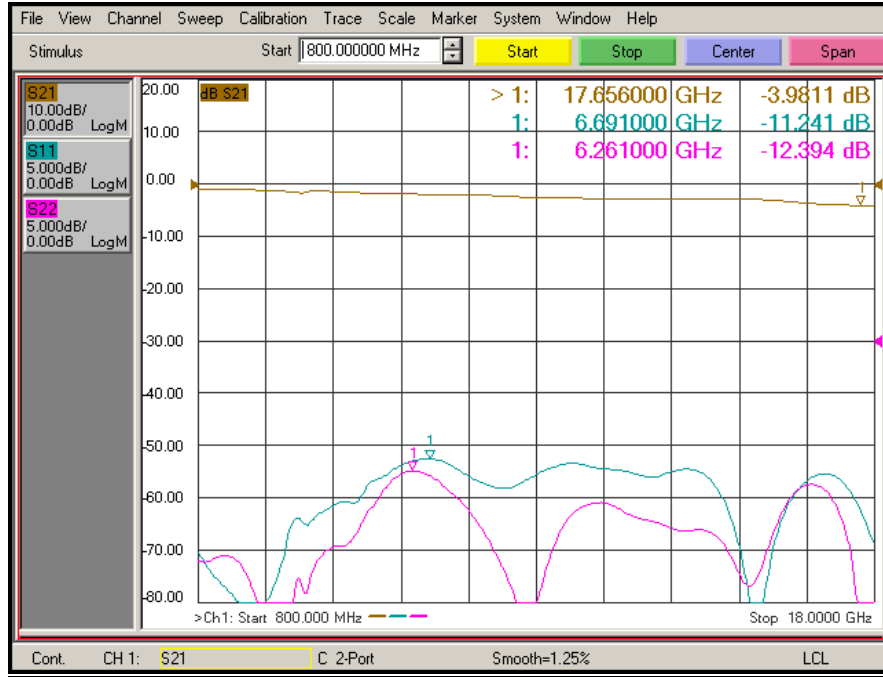 File View Channel Sweep Calibration Trace Scale Marker System Window Help
Stimulus Start 800.000000 MHz Start Stop Center Span
S21
10.00dB/
0.00dB LogM
S11
5.000dB/
0.00dB LogM
S22
5.000dB/
0.00dB LogM
20.00
10.00
0.00
-10.00
-20.00
-30.00
-40.00
-50.00
-60.00
-70.00
-80.00
dB S21
> 1: 17.656000 GHz -3.9811 dB
1: 6.691000 GHz -11.241 dB
1: 6.261000 GHz -12.394 dB
1
1
1
>Ch1: Start 800.000 MHz Stop 18.0000 GHz
Cont. CH 1: S21 C 2-Port Smooth=1.25% LCL